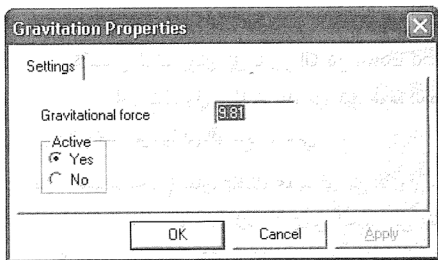 Gravitation Properties
Settings
Gravitational force 9.81
Active
Yes
No
OK Cancel Apply